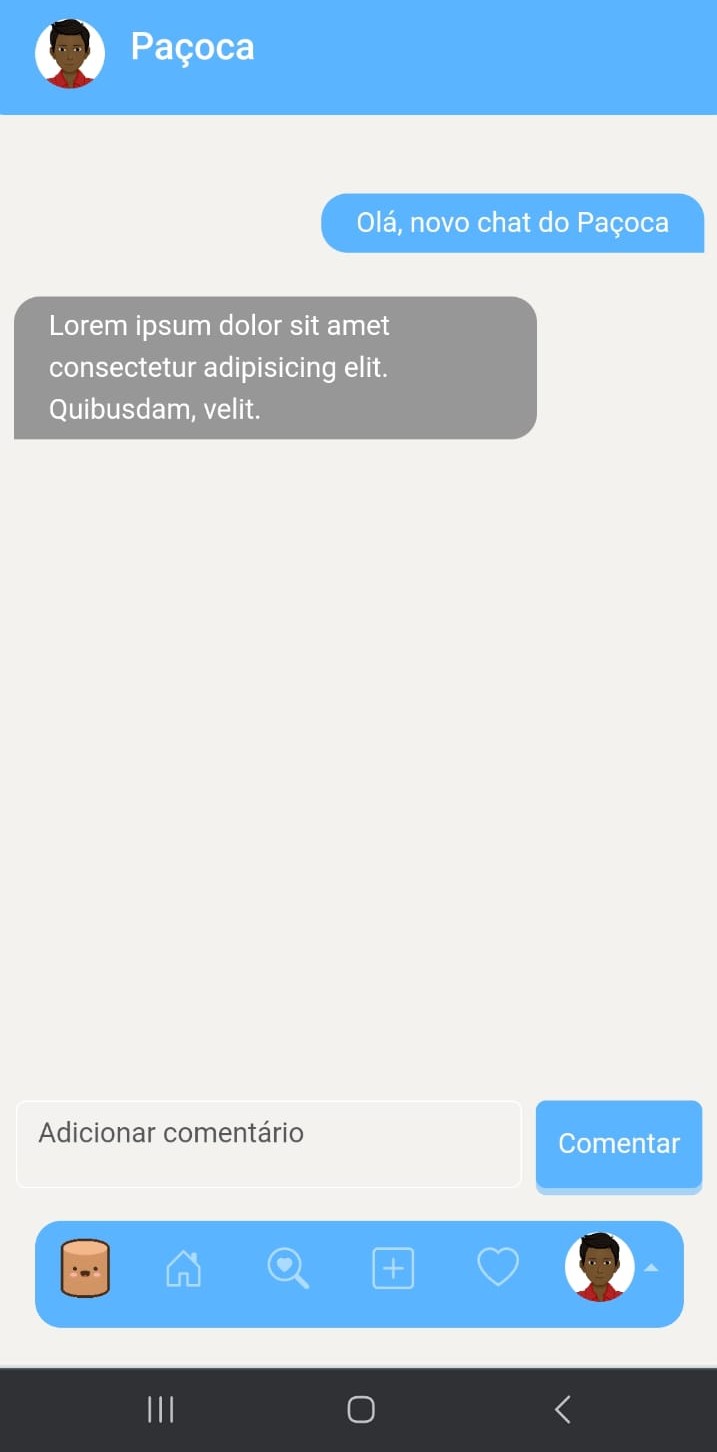 Paçoca
Olá, novo chat do Paçoca
Lorem ipsum dolor sit amet
consectetur adipisicing elit.
Quibusdam, velit.
Adicionar comentário
Comentar